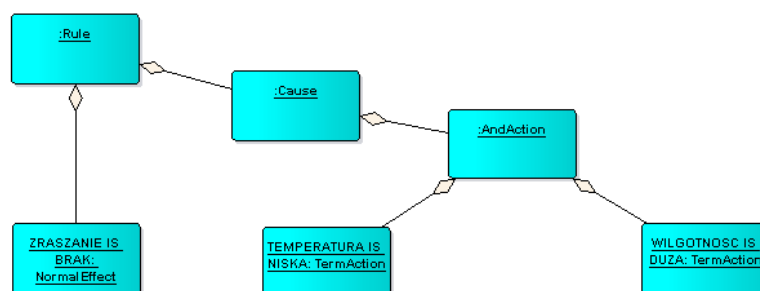 :Rule
:Cause
:AndAction
ZRASZANIE IS
BRAK:
NormalEffect
TEMPERATURA IS
NISKA: TermAction
WILGOTNOSC IS
DUZA: TermAction